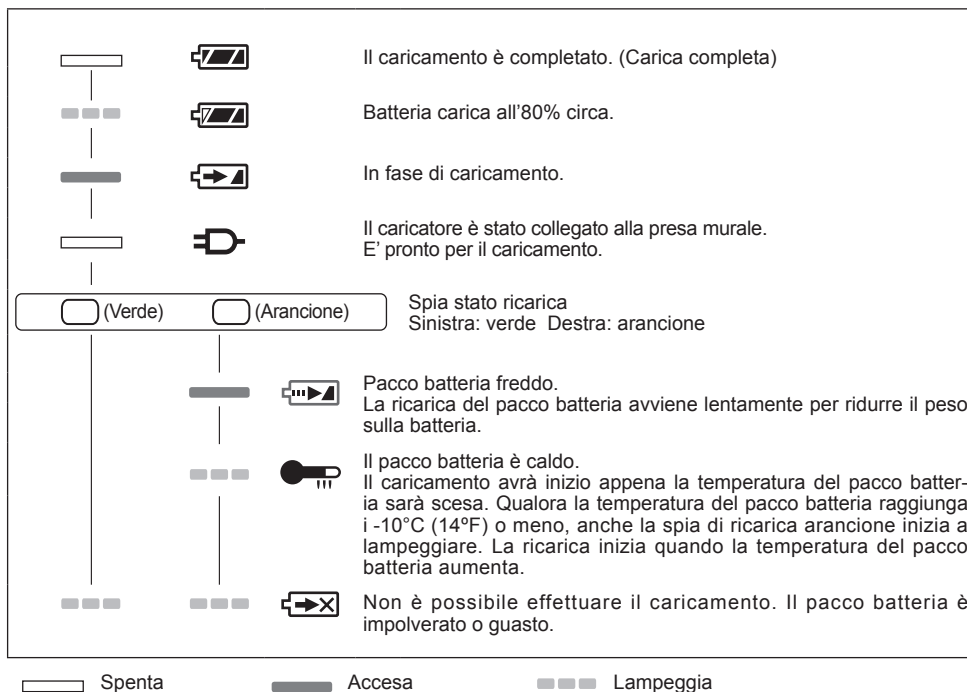 Il caricamento è completato. (Carica completa)
Batteria carica all'80% circa.
In fase di caricamento.
Il caricatore è stato collegato alla presa murale.
E' pronto per il caricamento.
(Verde) (Arancione)
Spia stato ricarica
Sinistra: verde Destra: arancione
Pacco batteria freddo.
La ricarica del pacco batteria avviene lentamente per ridurre il peso
sulla batteria.
Il pacco batteria è caldo.
Il caricamento avrà inizio appena la temperatura del pacco batter-
ia sarà scesa. Qualora la temperatura del pacco batteria raggiunga
i -10°C (14ºF) o meno, anche la spia di ricarica arancione inizia a
lampeggiare. La ricarica inizia quando la temperatura del pacco
batteria aumenta.
Non è possibile effettuare il caricamento. Il pacco batteria è
impolverato o guasto.
Spenta Accesa Lampeggia